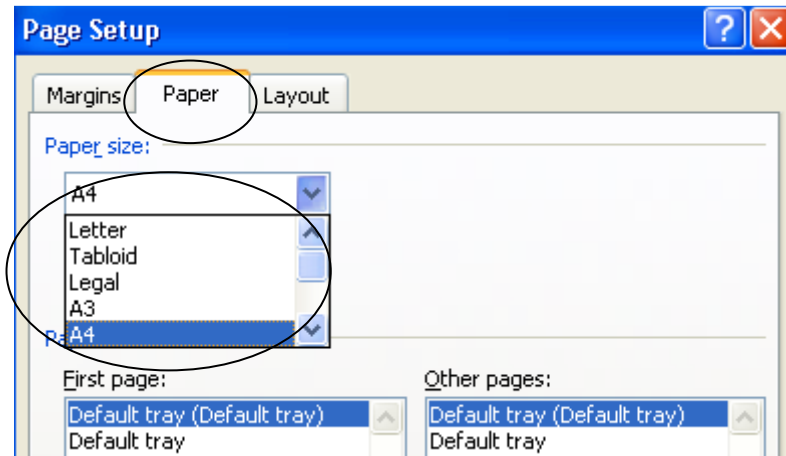 Page Setup
Margins Paper Layout
Paper size:
A4
Letter
Tabloid
Legal
A3
A4
First page: Other pages:
Default tray (Default tray) Default tray (Default tray)
Default tray Default tray